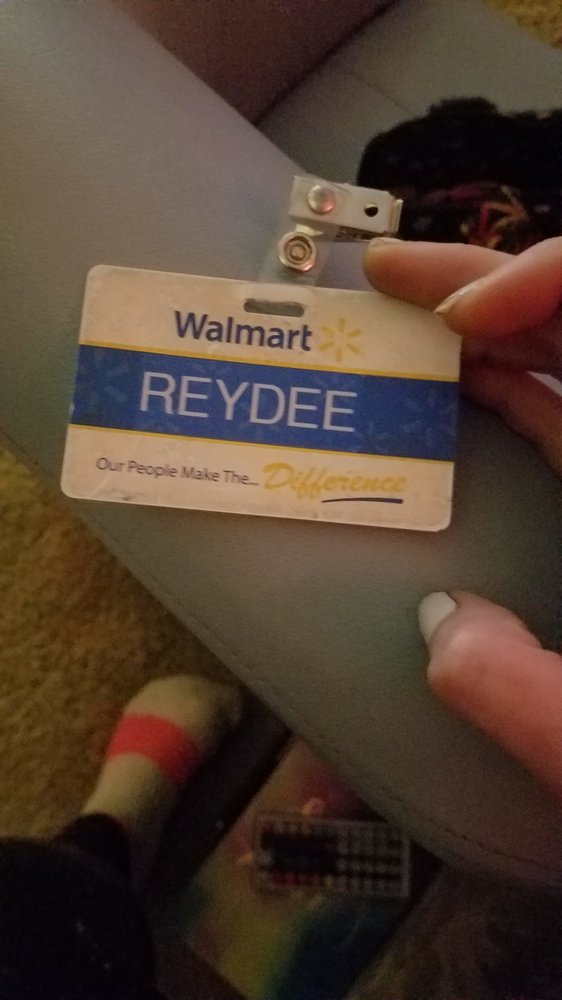 Walmart
REYDEE
Our People Make The... Difference